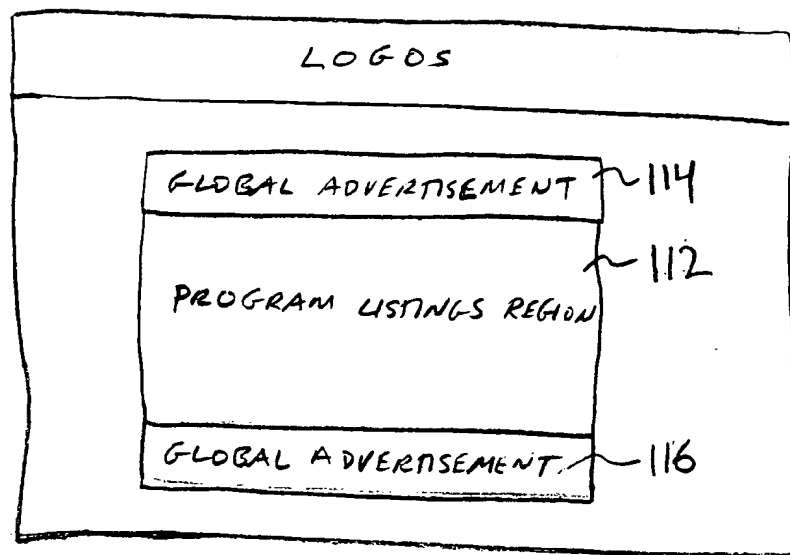 LOGOS
GLOBAL ADVERTISEMENT 114
112
PROGRAM LISTINGS REGION
GLOBAL ADVERTISEMENT. 116